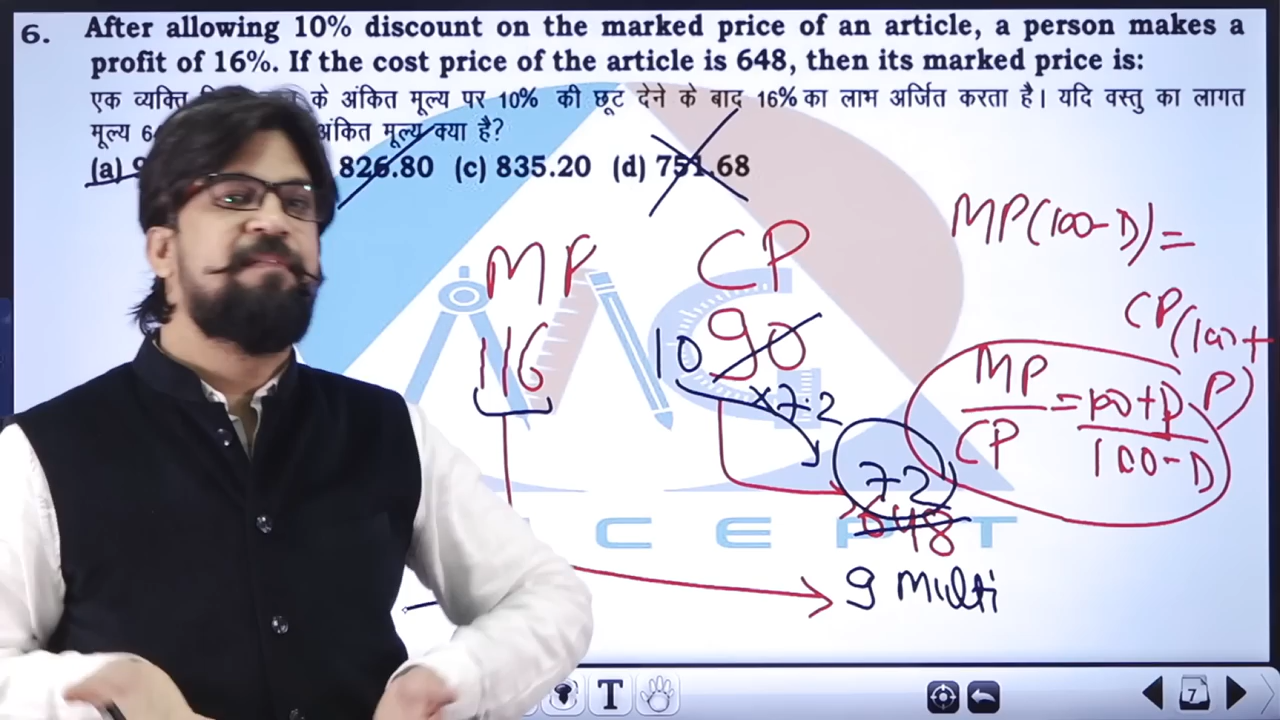 6. After allowing 10% discount on the marked price of an article, a person makes a
profit of 16%. If the cost price of the article is 648, then its marked price is:
एक व्यक्ति के अंकित मूल्य पर 10% की छूट देने के बाद 16% का लाभ अर्जित करता है। यदि वस्तु का लागत
मूल्य अंकित मूल्य क्या है?
(a) 826.80 (c) 835.20 (d) 751.68
MP CP
116 10 90
×7.2
72
648
9 Multi
MP(100-D)=
CP(100+
P)
MP/CP = 100+P/100-D
C E P T
T
7